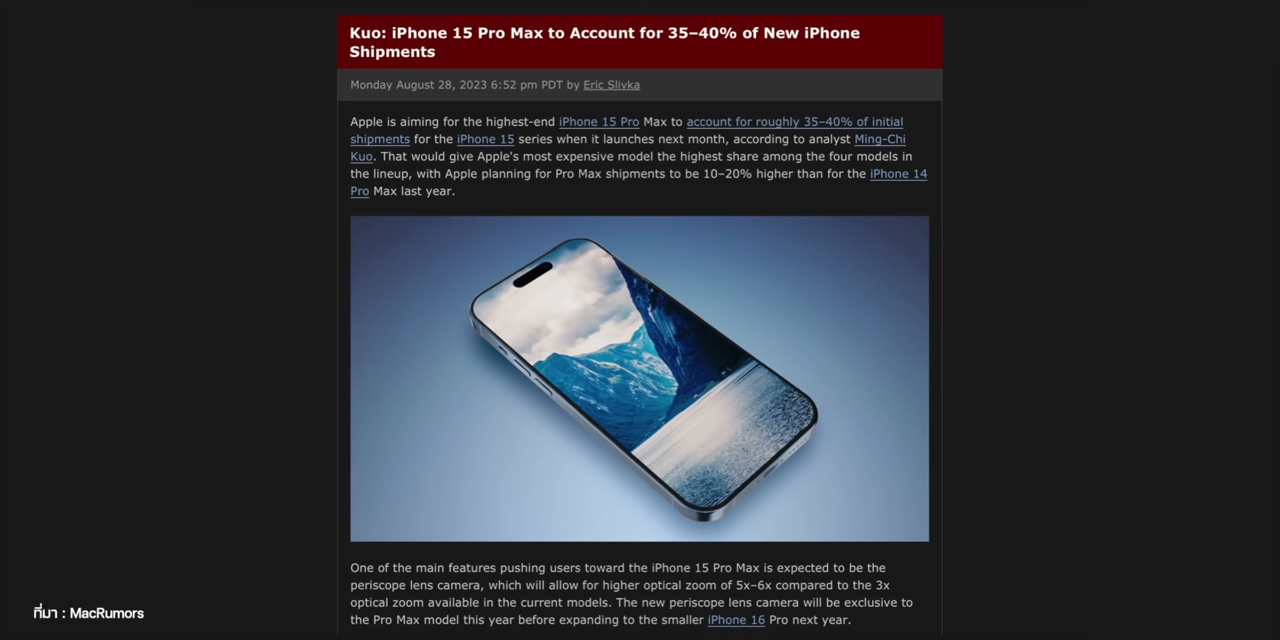 Kuo: iPhone 15 Pro Max to Account for 35–40% of New iPhone
Shipments
Monday August 28, 2023 6:52 pm PDT by Eric Slivka
Apple is aiming for the highest-end iPhone 15 Pro Max to account for roughly 35–40% of initial
shipments for the iPhone 15 series when it launches next month, according to analyst Ming-Chi
Kuo. That would give Apple's most expensive model the highest share among the four models in
the lineup, with Apple planning for Pro Max shipments to be 10–20% higher than for the iPhone 14
Pro Max last year.
One of the main features pushing users toward the iPhone 15 Pro Max is expected to be the
periscope lens camera, which will allow for higher optical zoom of 5x–6x compared to the 3x
optical zoom available in the current models. The new periscope lens camera will be exclusive to
the Pro Max model this year before expanding to the smaller iPhone 16 Pro next year.
ที่มา : MacRumors